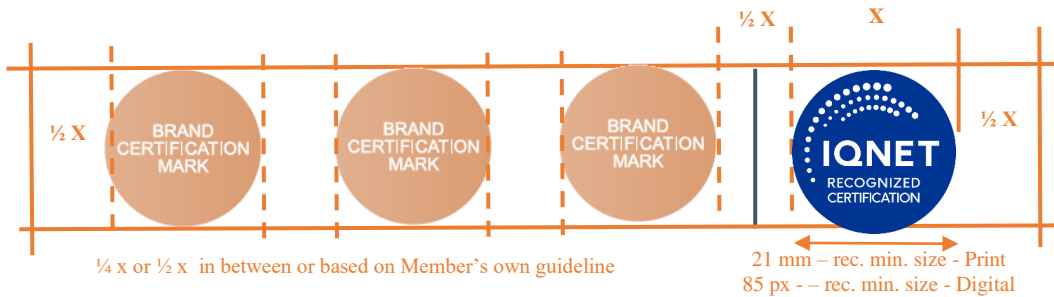 ½ X
X
½ X
BRAND
CERTIFICATION
MARK
BRAND
CERTIFICATION
MARK
BRAND
CERTIFICATION
MARK
IQNET
RECOGNIZED
CERTIFICATION
½ X
¼ x or ½ x in between or based on Member's own guideline
21 mm – rec. min. size - Print
85 px - – rec. min. size - Digital